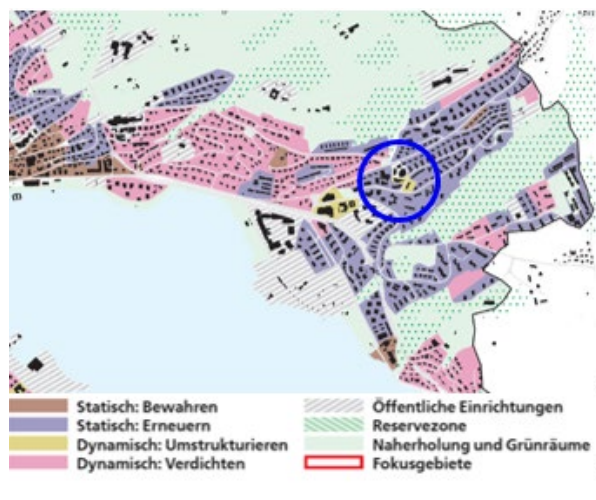 Statisch: Bewahren
Statisch: Erneuern
Dynamisch: Umstrukturieren
Dynamisch: Verdichten
Öffentliche Einrichtungen
Reservezone
Naherholung und Grünräume
Fokusgebiete